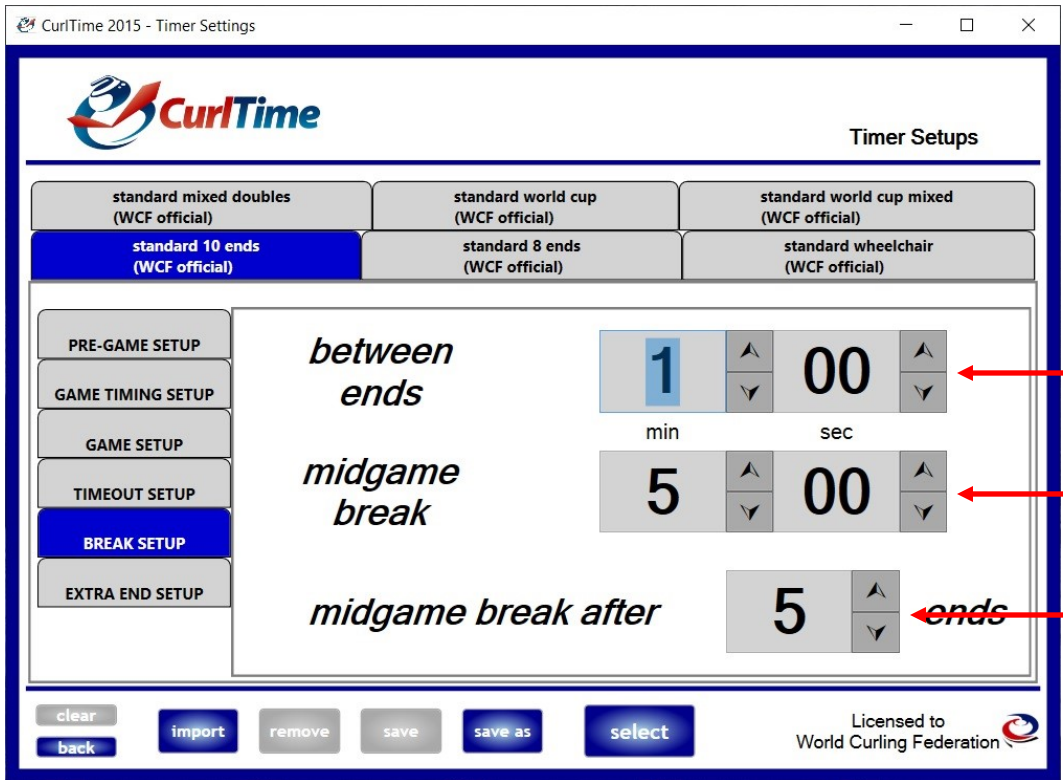 CurlTime 2015 - Timer Settings
CurlTime
Timer Setups
standard mixed doubles
(WCF official)
standard world cup
(WCF official)
standard world cup mixed
(WCF official)
standard 10 ends
(WCF official)
standard 8 ends
(WCF official)
standard wheelchair
(WCF official)
PRE-GAME SETUP
GAME TIMING SETUP
GAME SETUP
TIMEOUT SETUP
BREAK SETUP
EXTRA END SETUP
between
ends
1 00
min sec
midgame
break
5 00
midgame break after 5 ends
clear
back
import
remove
save
save as
select
Licensed to
World Curling Federation